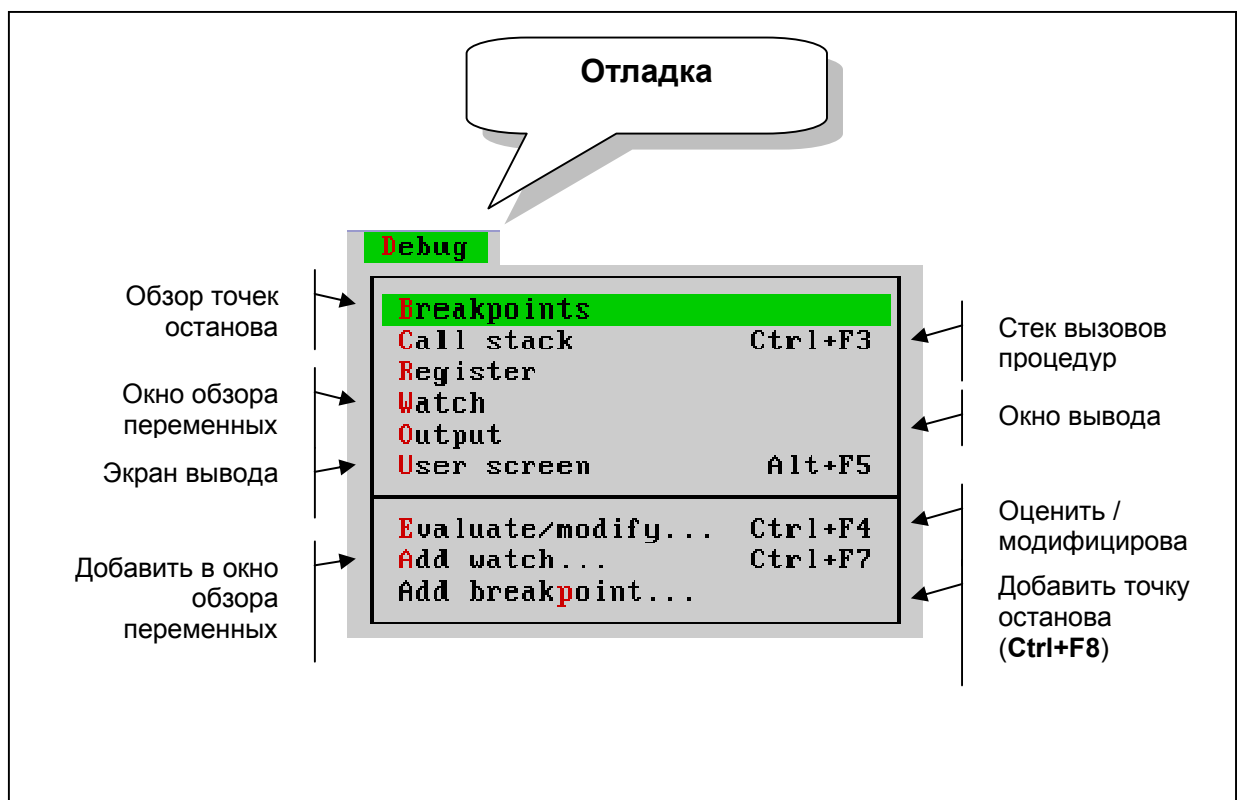 Отладка
Debug
Обзор точек
останова
Breakpoints
Call stack Ctrl+F3
Стек вызовов
процедур
Register
Окно обзора
переменных
Watch
Окно вывода
Output
Экран вывода
User screen Alt+F5
Evaluate/modify... Ctrl+F4
Оценить /
модифицирова
Добавить в окно
обзора
переменных
Add watch... Ctrl+F7
Add breakpoint...
Добавить точку
останова
(Ctrl+F8)